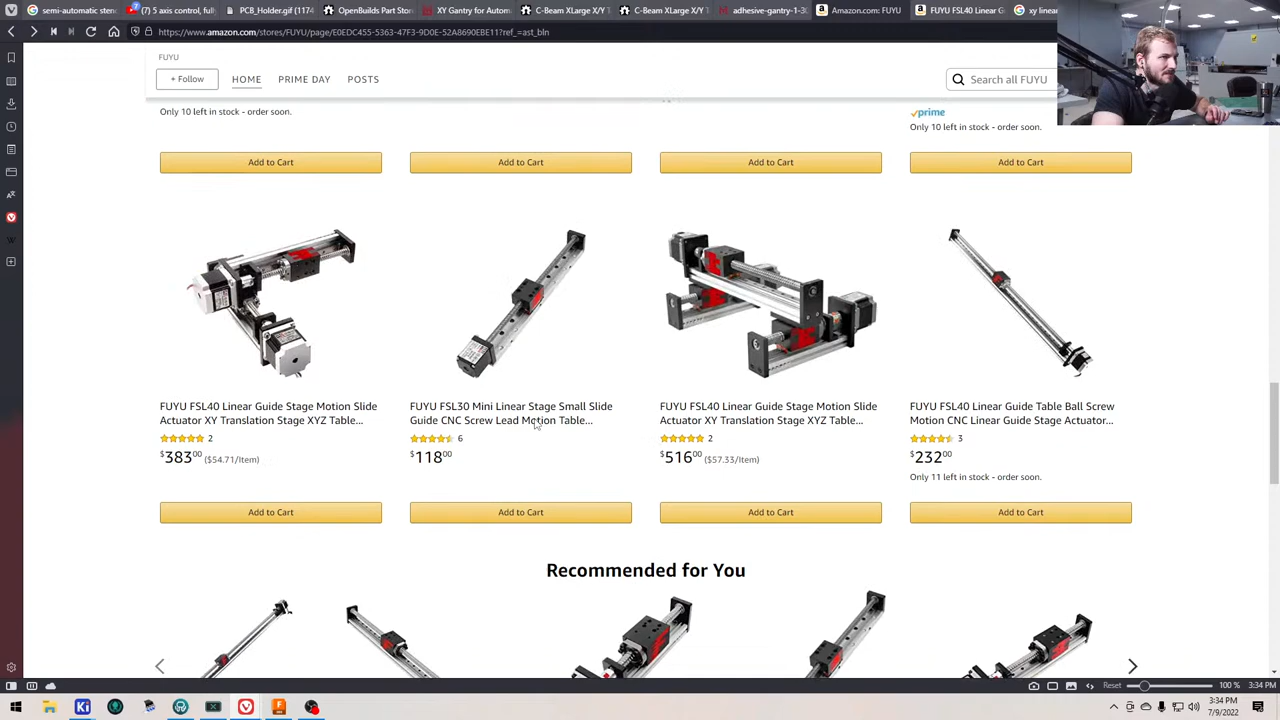 semi-automatic sten
(7) 5 axis control, fully
PCB_Holder.gif (1174
OpenBuilds Part Stor
XY Gantry for Autom
C-Beam XLarge X/Y T
C-Beam XLarge X/Y T
adhesive-gantry-1-30
Amazon.com: FUYU
FUYU FSL40 Linear G
xy linear
https://www.amazon.com/stores/FUYU/page/E0EDC455-5363-47F3-9D0E-52A8690EBE11?ref_=ast_bln
FUYU
+ Follow
HOME
PRIME DAY
POSTS
Search all FUYU
Only 10 left in stock - order soon.
prime
Only 10 left in stock - order soon.
Add to Cart
Add to Cart
Add to Cart
Add to Cart
FUYU FSL40 Linear Guide Stage Motion Slide
Actuator XY Translation Stage XYZ Table...
2
$383 00 ($54.71/Item)
FUYU FSL30 Mini Linear Stage Small Slide
Guide CNC Screw Lead Motion Table...
6
$118 00
FUYU FSL40 Linear Guide Stage Motion Slide
Actuator XY Translation Stage XYZ Table...
2
$516 00 ($57.33/Item)
FUYU FSL40 Linear Guide Table Ball Screw
Motion CNC Linear Guide Stage Actuator...
3
$232 00
Only 11 left in stock - order soon.
Add to Cart
Add to Cart
Add to Cart
Add to Cart
Recommended for You
Reset
100 %
3:34 PM
Ki
3:34 PM
7/9/2022